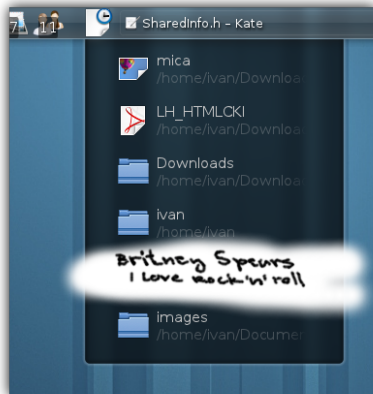 7 11 SharedInfo.h – Kate
mica
/home/ivan/Downloa
LH_HTMLCKI
/home/ivan/Downloa
Downloads
/home/ivan/Downloa
ivan
/home/ivan
Britney Spears
I Love rock'n'roll
images
/home/ivan/Documen